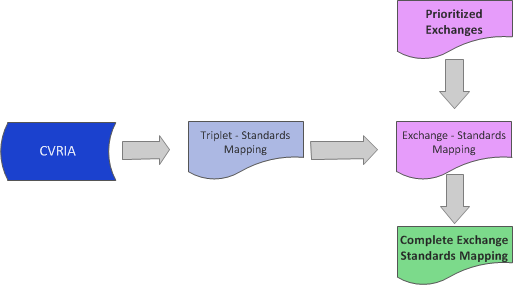 Prioritized
Exchanges
CVRIA
Triplet - Standards
Mapping
Exchange - Standards
Mapping
Complete Exchange
Standards Mapping